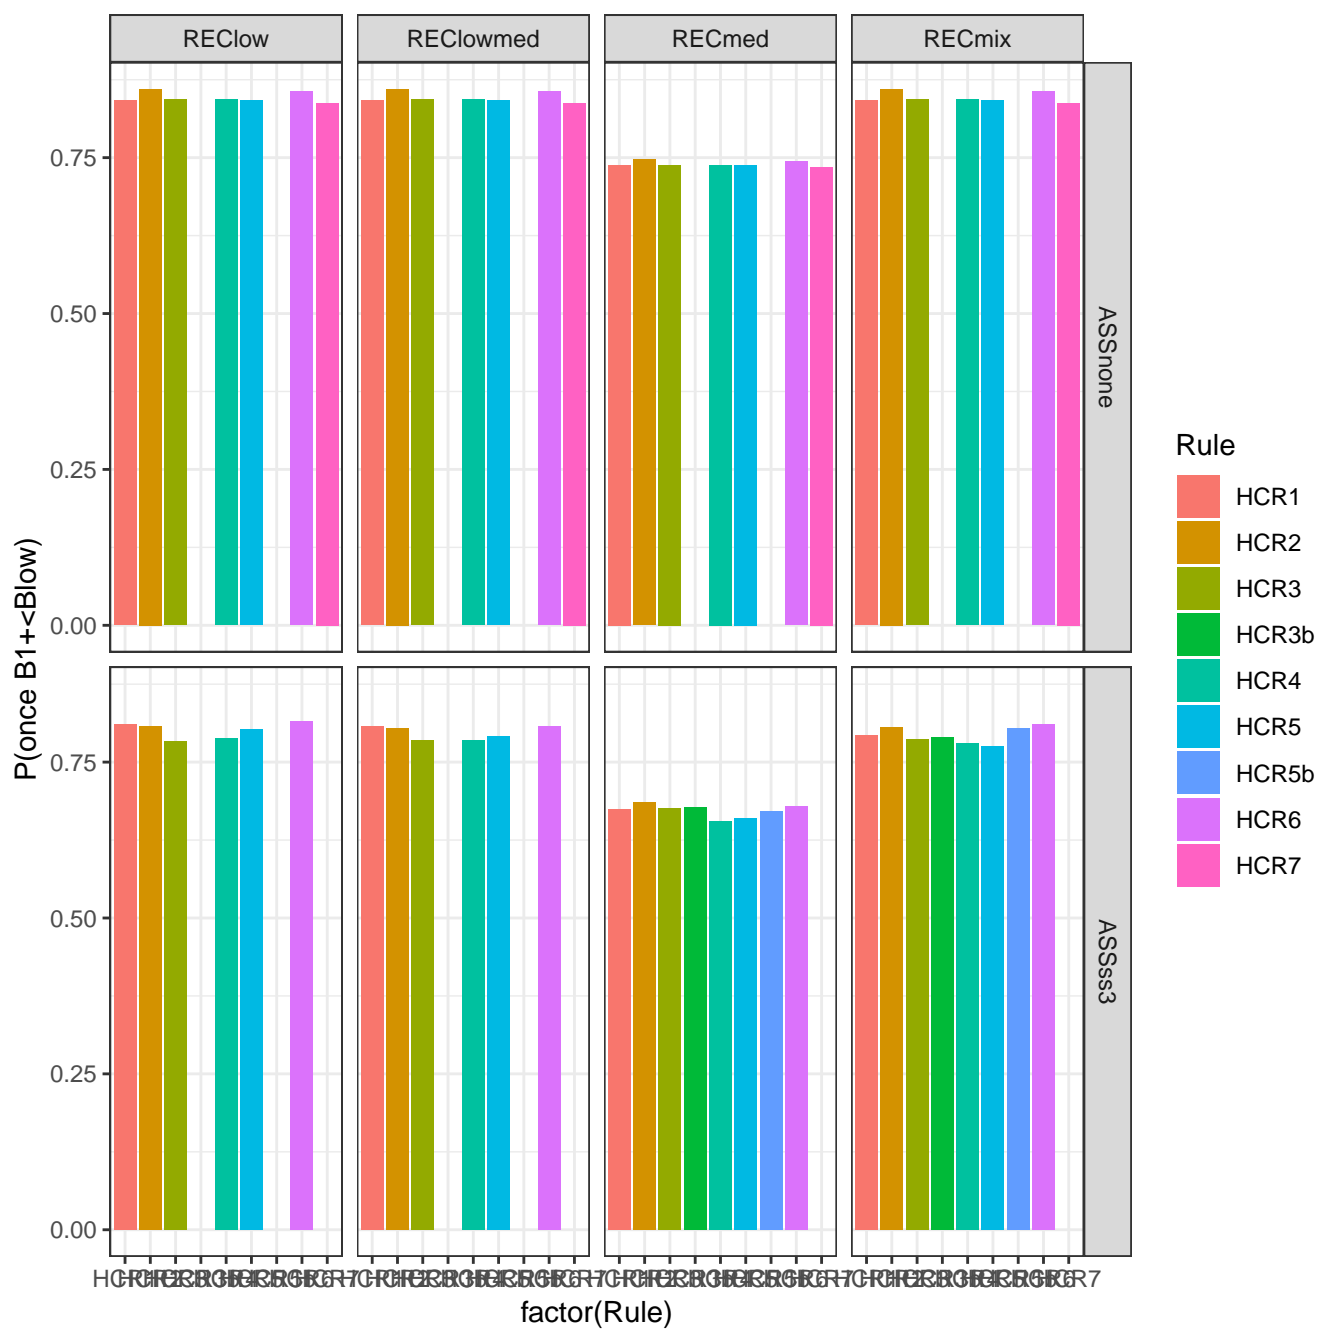 REClow
REClowmed
RECmed
RECmix
ASSnone
ASSss3
P(once B1+<Blow)
0.75
0.50
0.25
0.00
0.75
0.50
0.25
0.00
factor(Rule)
Rule
HCR1
HCR2
HCR3
HCR3b
HCR4
HCR5
HCR5b
HCR6
HCR7